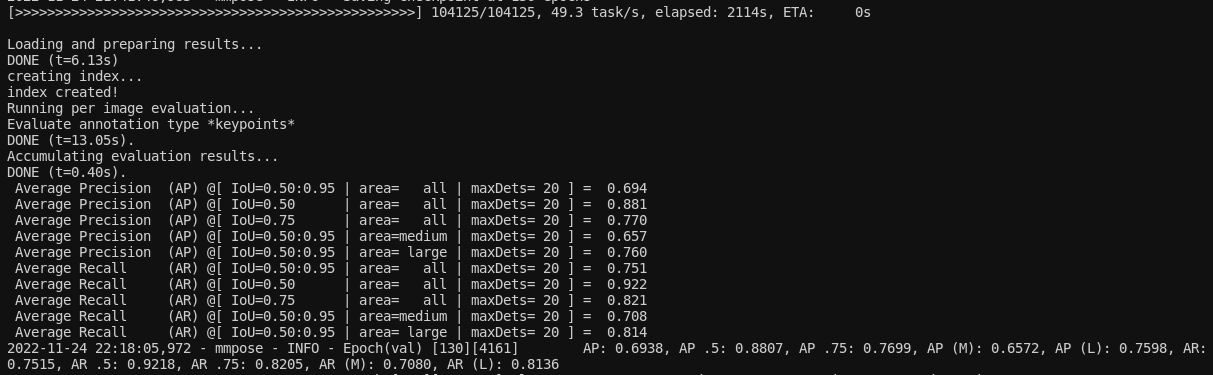 [>>>>>>>>>>>>>>>>>>>>>>>>>>>>>>>>>>>>>>>>>>>>>>>>>>] 104125/104125, 49.3 task/s, elapsed: 2114s, ETA:     0s
Loading and preparing results...
DONE (t=6.13s)
creating index...
index created!
Running per image evaluation...
Evaluate annotation type *keypoints*
DONE (t=13.05s).
Accumulating evaluation results...
DONE (t=0.40s).
 Average Precision  (AP) @[ IoU=0.50:0.95 | area=   all | maxDets= 20 ] =  0.694
 Average Precision  (AP) @[ IoU=0.50      | area=   all | maxDets= 20 ] =  0.881
 Average Precision  (AP) @[ IoU=0.75      | area=   all | maxDets= 20 ] =  0.770
 Average Precision  (AP) @[ IoU=0.50:0.95 | area=medium | maxDets= 20 ] =  0.657
 Average Precision  (AP) @[ IoU=0.50:0.95 | area= large | maxDets= 20 ] =  0.760
 Average Recall     (AR) @[ IoU=0.50:0.95 | area=   all | maxDets= 20 ] =  0.751
 Average Recall     (AR) @[ IoU=0.50      | area=   all | maxDets= 20 ] =  0.922
 Average Recall     (AR) @[ IoU=0.75      | area=   all | maxDets= 20 ] =  0.821
 Average Recall     (AR) @[ IoU=0.50:0.95 | area=medium | maxDets= 20 ] =  0.708
 Average Recall     (AR) @[ IoU=0.50:0.95 | area= large | maxDets= 20 ] =  0.814
2022-11-24 22:18:05,972 - mmpose - INFO - Epoch(val) [130][4161]        AP: 0.6938, AP .5: 0.8807, AP .75: 0.7699, AP (M): 0.6572, AP (L): 0.7598, AR:
0.7515, AR .5: 0.9218, AR .75: 0.8205, AR (M): 0.7080, AR (L): 0.8136